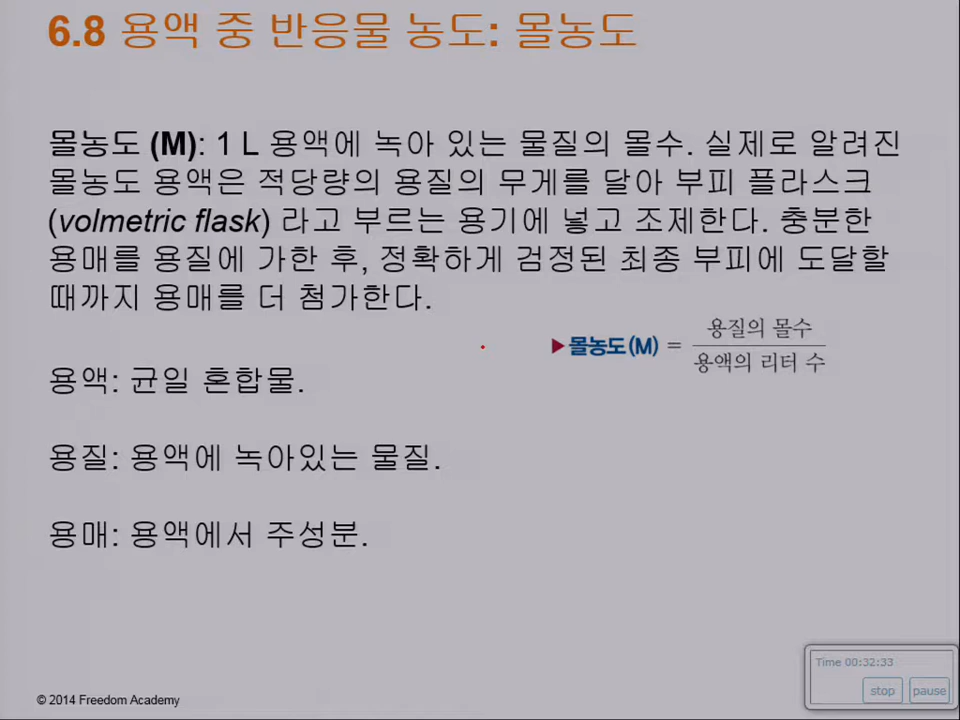 6.8 용액 중 반응물 농도: 몰농도
몰농도 (M): 1 L 용액에 녹아 있는 물질의 몰수. 실제로 알려진
몰농도 용액은 적당량의 용질의 무게를 달아 부피 플라스크
(volmetric flask) 라고 부르는 용기에 넣고 조제한다. 충분한
용매를 용질에 가한 후, 정확하게 검정된 최종 부피에 도달할
때까지 용매를 더 첨가한다.
▶몰농도(M) = 용질의 몰수
용액의 리터 수
용액: 균일 혼합물.
용질: 용액에 녹아있는 물질.
용매: 용액에서 주성분.
Time 00:32:33
stop pause
© 2014 Freedom Academy